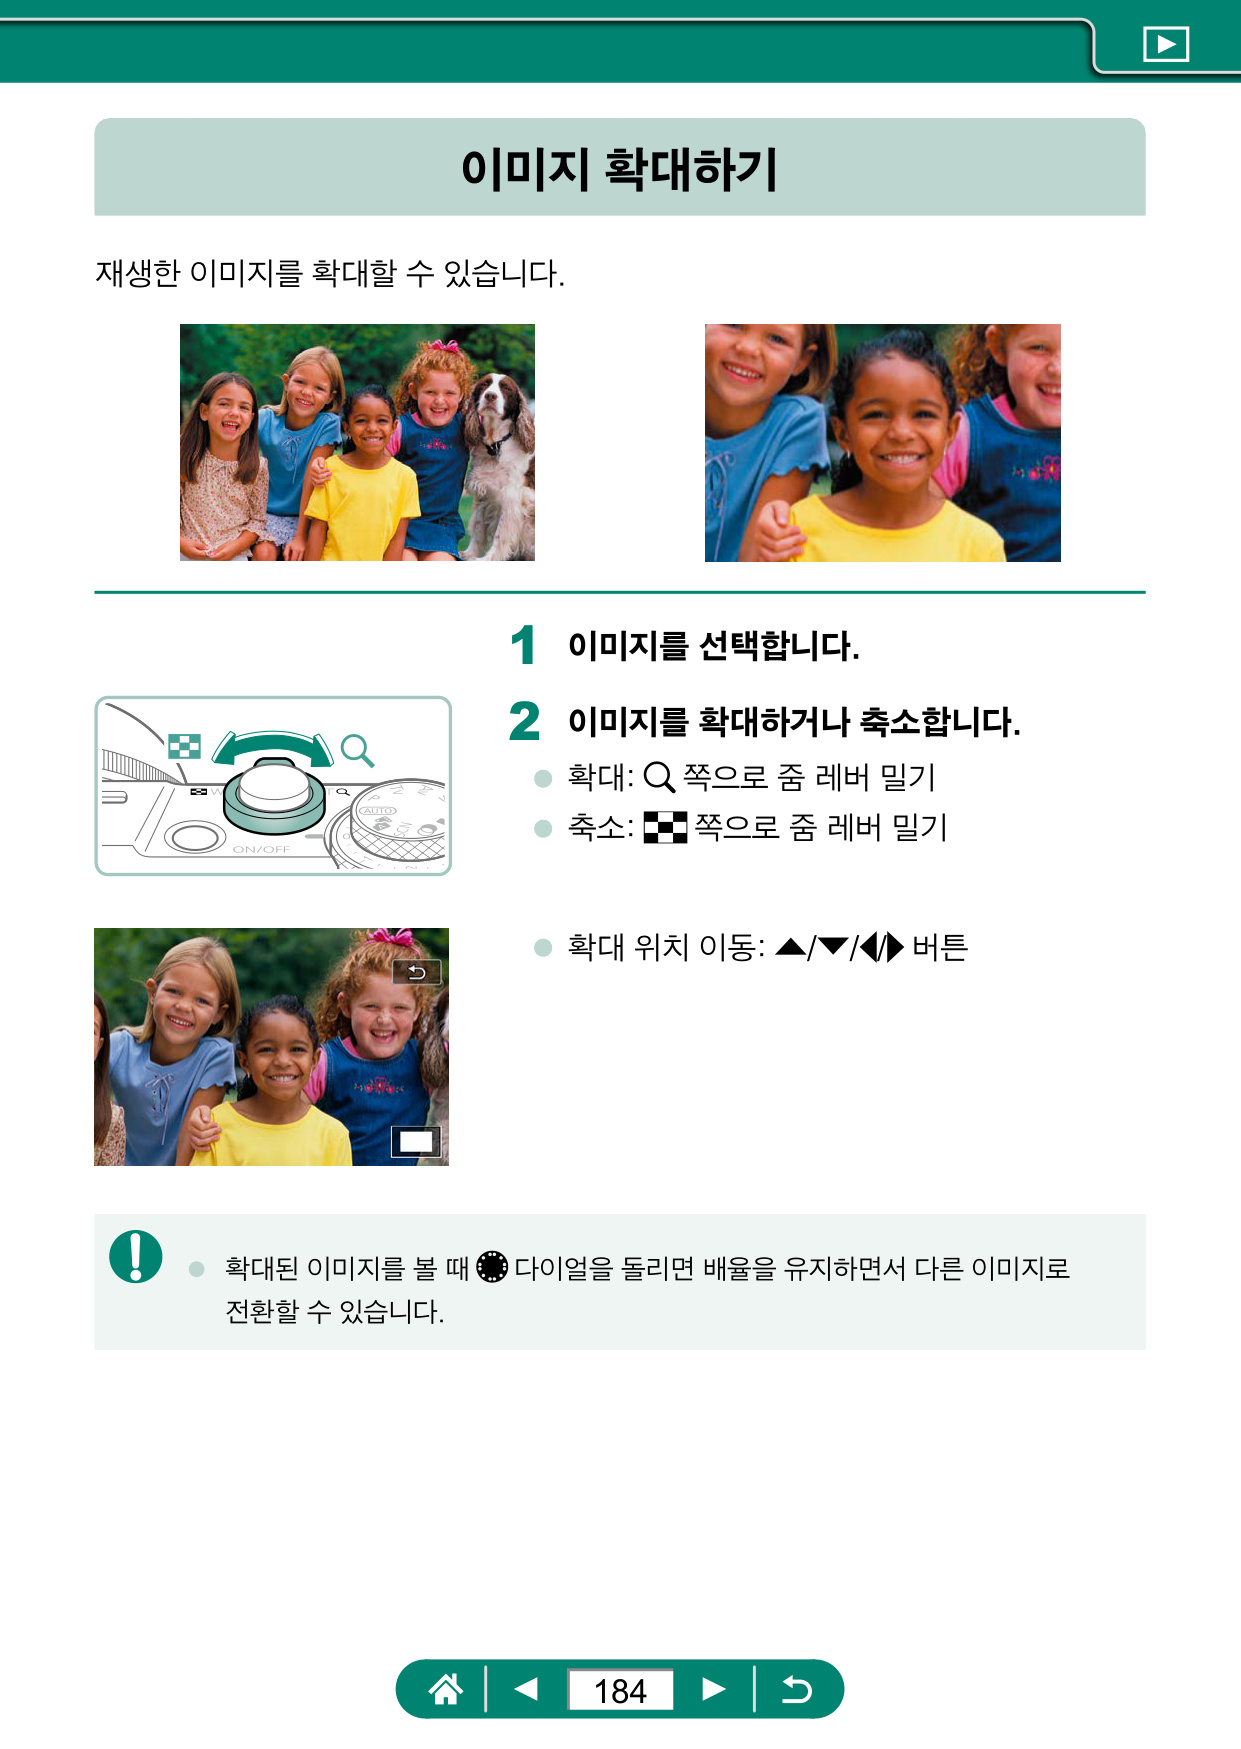 이미지 확대하기
재생한 이미지를 확대할 수 있습니다.
1 이미지를 선택합니다.
2 이미지를 확대하거나 축소합니다.
확대: 쪽으로 줌 레버 밀기
축소: 쪽으로 줌 레버 밀기
AUTO
ON/OFF
확대 위치 이동: ▲/▼/◀/▶ 버튼
확대된 이미지를 볼 때 다이얼을 돌리면 배율을 유지하면서 다른 이미지로
전환할 수 있습니다.
184